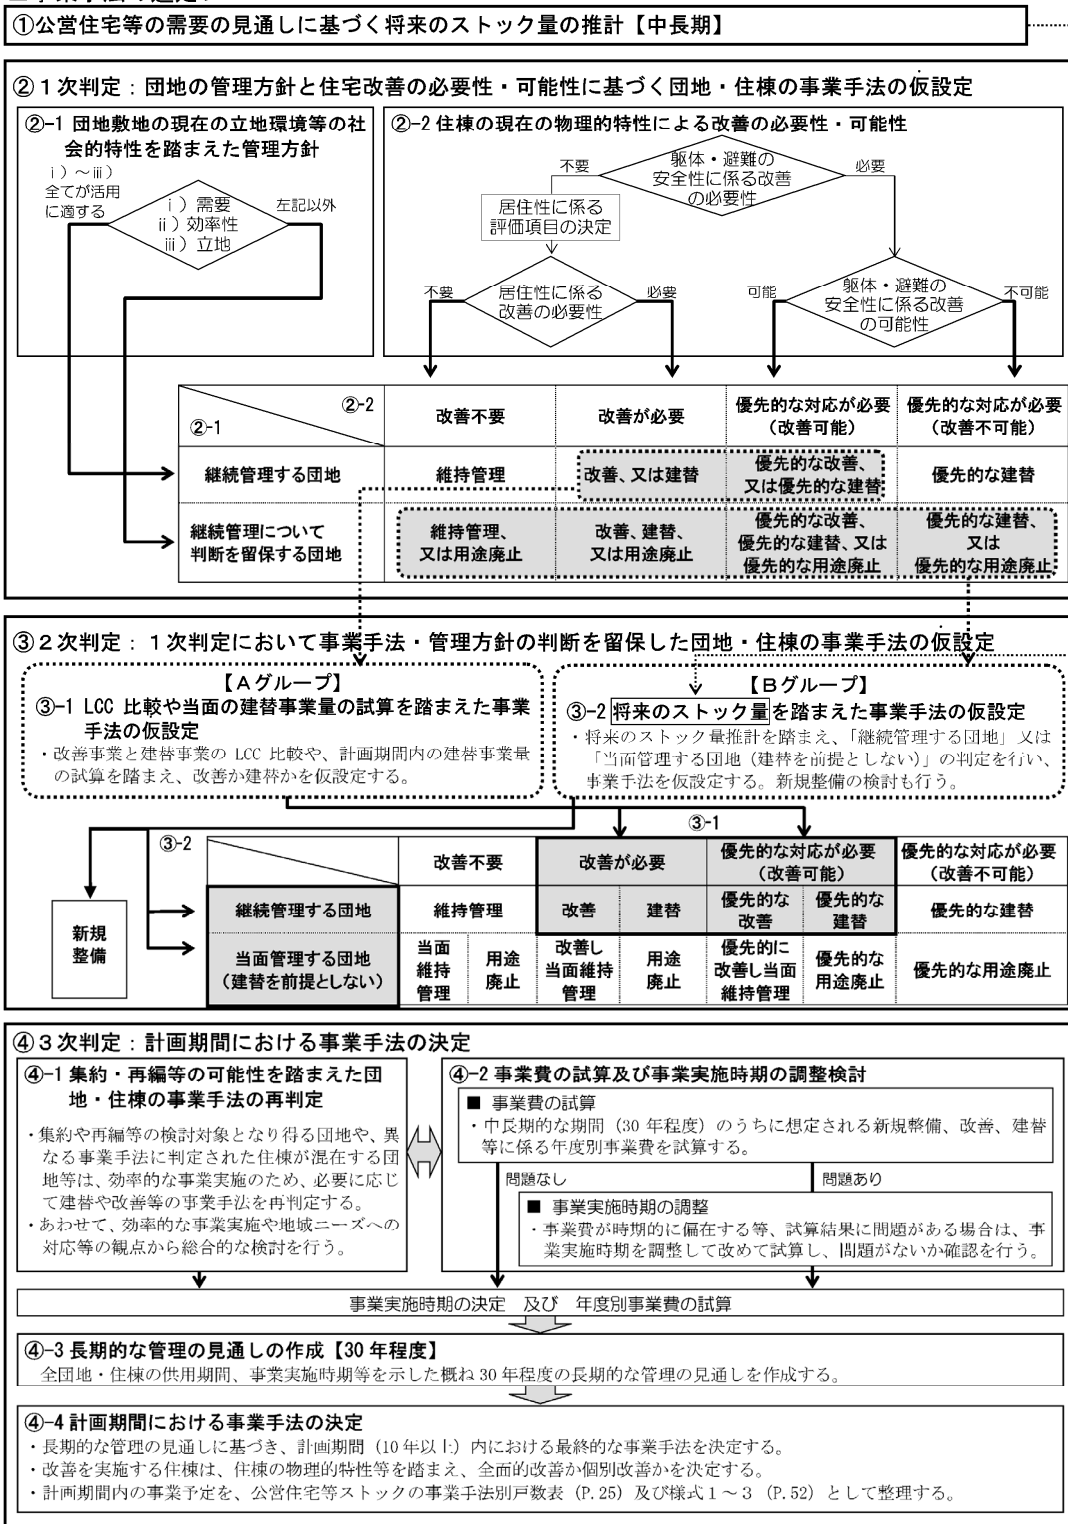 ①公営住宅等の需要の見通しに基づく将来のストック量の推計【中長期】
②１次判定：団地の管理方針と住宅改善の必要性・可能性に基づく団地・住棟の事業手法の仮設定
②-1 団地敷地の現在の立地環境等の社
会的特性を踏まえた管理方針
ⅰ）～ⅲ）
全てが活用
に適する
ⅰ）需要
ⅱ）効率性
ⅲ）立地
左記以外
②-2 住棟の現在の物理的特性による改善の必要性・可能性
不要
躯体・避難の
安全性に係る改善
の必要性
必要
居住性に係る
評価項目の決定
不要
居住性に係る
改善の必要性
必要
可能
躯体・避難の
安全性に係る改善
の可能性
不可能
②-2
②-1
改善不要
改善が必要
優先的な対応が必要
（改善可能）
優先的な対応が必要
（改善不可能）
継続管理する団地
維持管理
改善、又は建替
優先的な改善、
又は優先的な建替
優先的な建替
継続管理について
判断を留保する団地
維持管理、
又は用途廃止
改善、建替、
又は用途廃止
優先的な改善、
優先的な建替、又は
優先的な用途廃止
優先的な建替、
又は
優先的な用途廃止
③２次判定：１次判定において事業手法・管理方針の判断を留保した団地・住棟の事業手法の仮設定
【Ａグループ】
③-1 LCC 比較や当面の建替事業量の試算を踏まえた事業
手法の仮設定
・改善事業と建替事業の LCC 比較や、計画期間内の建替事業量
の試算を踏まえ、改善か建替かを仮設定する。
【Ｂグループ】
③-2 将来のストック量を踏まえた事業手法の仮設定
・将来のストック量推計を踏まえ、「継続管理する団地」又は
「当面管理する団地（建替を前提としない）」の判定を行い、
事業手法を仮設定する。新規整備の検討も行う。
③-2
③-1
改善不要
改善が必要
優先的な対応が必要
（改善可能）
優先的な対応が必要
（改善不可能）
新規
整備
継続管理する団地
維持管理
改善
建替
優先的な
改善
優先的な
建替
優先的な建替
当面管理する団地
（建替を前提としない）
当面
維持
管理
用途
廃止
改善し
当面維持
管理
用途
廃止
優先的に
改善し当面
維持管理
優先的な
用途廃止
優先的な用途廃止
④３次判定：計画期間における事業手法の決定
④-1 集約・再編等の可能性を踏まえた団
地・住棟の事業手法の再判定
・集約や再編等の検討対象となり得る団地や、異
なる事業手法に判定された住棟が混在する団
地等は、効率的な事業実施のため、必要に応じ
て建替や改善等の事業手法を再判定する。
・あわせて、効率的な事業実施や地域ニーズへの
対応等の観点から総合的な検討を行う。
④-2 事業費の試算及び事業実施時期の調整検討
■ 事業費の試算
・中長期的な期間（30 年程度）のうちに想定される新規整備、改善、建替
等に係る年度別事業費を試算する。
問題なし
問題あり
■ 事業実施時期の調整
・事業費が時期的に偏在する等、試算結果に問題がある場合は、事
業実施時期を調整して改めて試算し、問題がないか確認を行う。
事業実施時期の決定　及び　年度別事業費の試算
④-3 長期的な管理の見通しの作成【30 年程度】
全団地・住棟の供用期間、事業実施時期等を示した概ね 30 年程度の長期的な管理の見通しを作成する。
④-4 計画期間における事業手法の決定
・長期的な管理の見通しに基づき、計画期間（10 年以上）内における最終的な事業手法を決定する。
・改善を実施する住棟は、住棟の物理的特性等を踏まえ、全面的改善か個別改善かを決定する。
・計画期間内の事業予定を、公営住宅等ストックの事業手法別戸数表（P.25）及び様式１～３（P.52）として整理する。